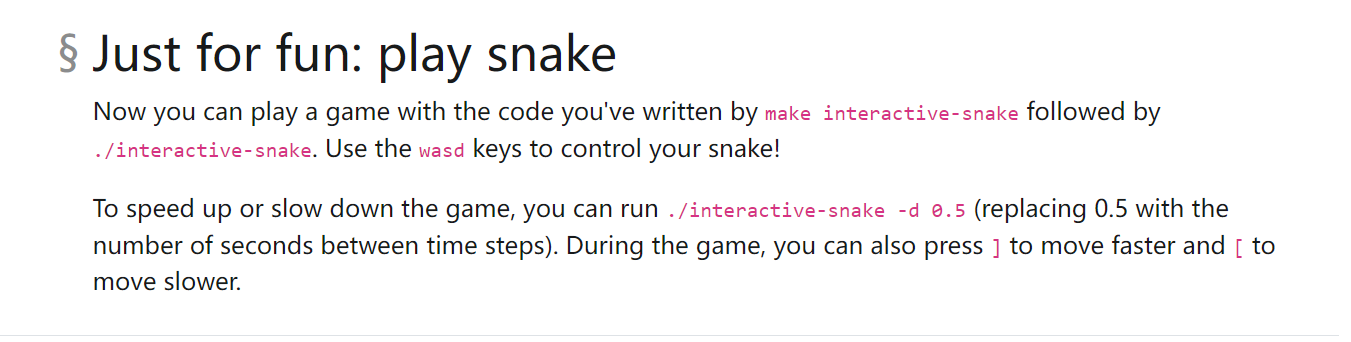 § Just for fun: play snake
Now you can play a game with the code you've written by make interactive-snake followed by
./interactive-snake. Use the wasd keys to control your snake!
To speed up or slow down the game, you can run ./interactive-snake -d 0.5 (replacing 0.5 with the
number of seconds between time steps). During the game, you can also press ] to move faster and [ to
move slower.